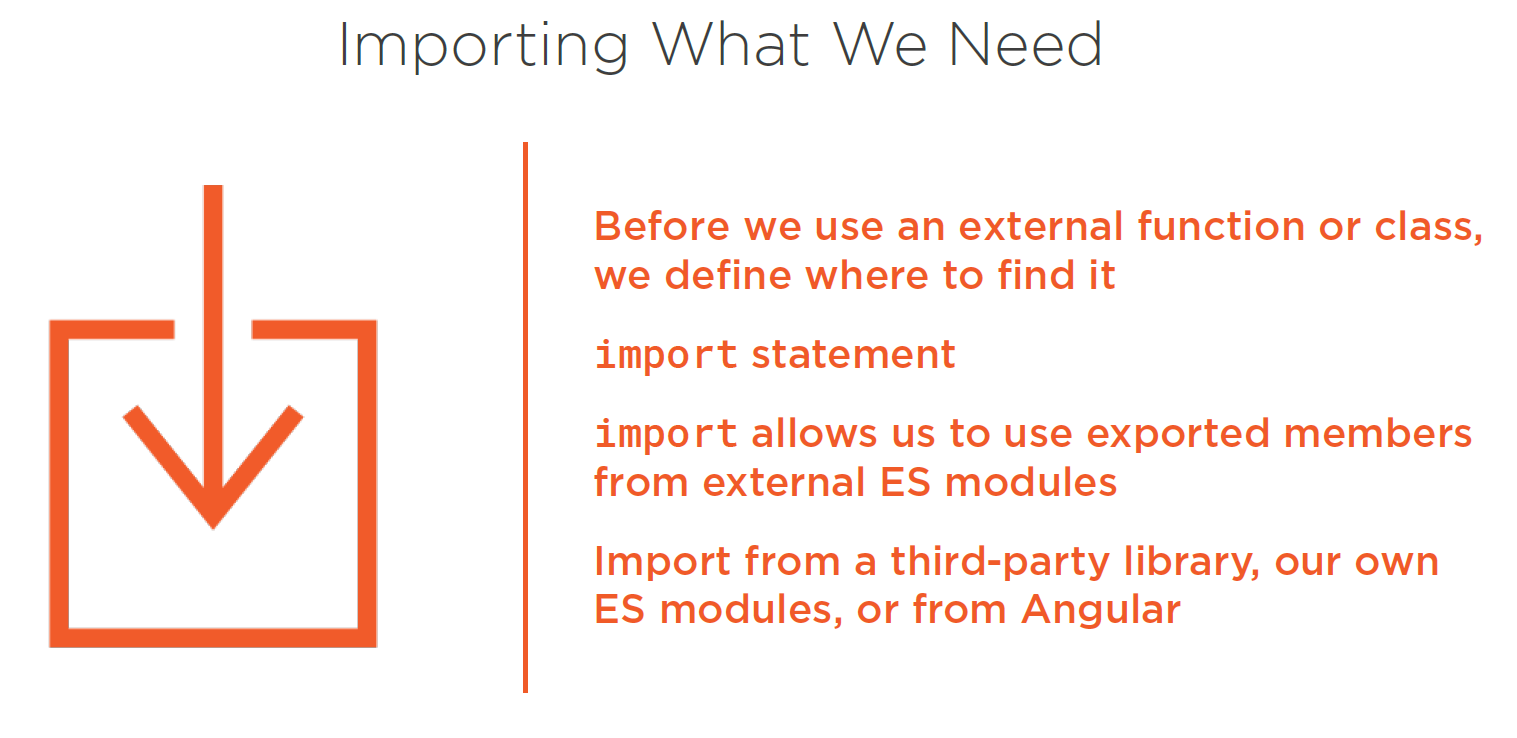 Importing What We Need
Before we use an external function or class,
we define where to find it
import statement
import allows us to use exported members
from external ES modules
Import from a third-party library, our own
ES modules, or from Angular